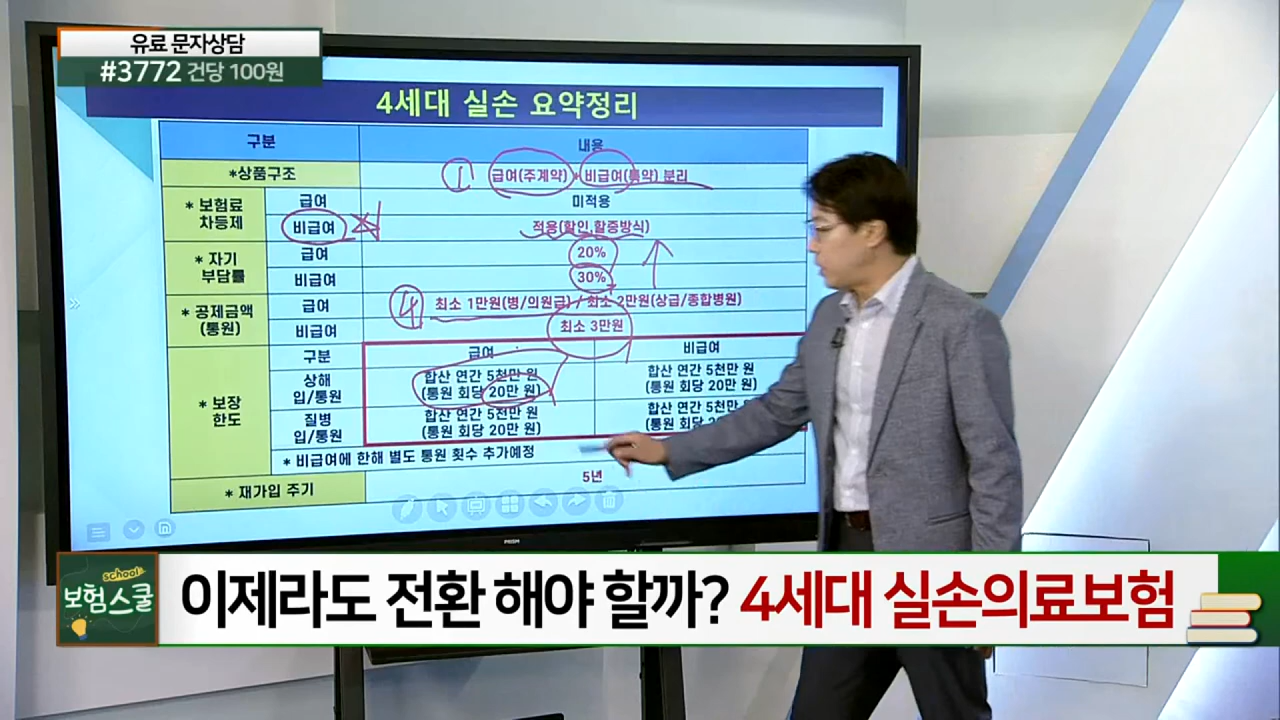 유료 문자상담
#3772 건당 100원
4세대 실손 요약정리
구분
내용
*상품구조
① 급여(주계약) 비급여(특약) 분리
* 보험료
차등제
급여
미적용
비급여
적용(할인,할증방식)
* 자기
부담률
급여
20%
비급여
30%
* 공제금액
(통원)
급여
④ 최소 1만원(병/의원급) / 최소 2만원(상급/종합병원)
비급여
최소 3만원
* 보장
한도
구분
급여
비급여
상해
입/통원
합산 연간 5천만 원
(통원 회당 20만 원)
합산 연간 5천만 원
(통원 회당 20만 원)
질병
입/통원
합산 연간 5천만 원
(통원 회당 20만 원)
합산 연간 5천만 원
(통원 회당 20
* 비급여에 한해 별도 통원 횟수 추가예정
* 재가입 주기
5년
PRISM
school
보험스쿨
이제라도 전환 해야 할까? 4세대 실손의료보험